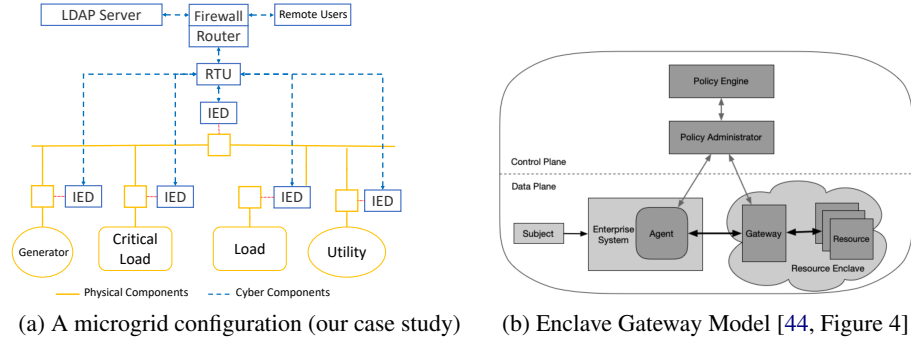 LDAP Server
Firewall
Remote Users
Router
RTU
IED
IED
IED
IED
IED
Generator
Critical
Load
Load
Utility
Physical Components
Cyber Components
(a) A microgrid configuration (our case study)
Policy Engine
Policy Administrator
Control Plane
Data Plane
Subject
Enterprise
System
Agent
Gateway
Resource
Resource Enclave
(b) Enclave Gateway Model [44, Figure 4]